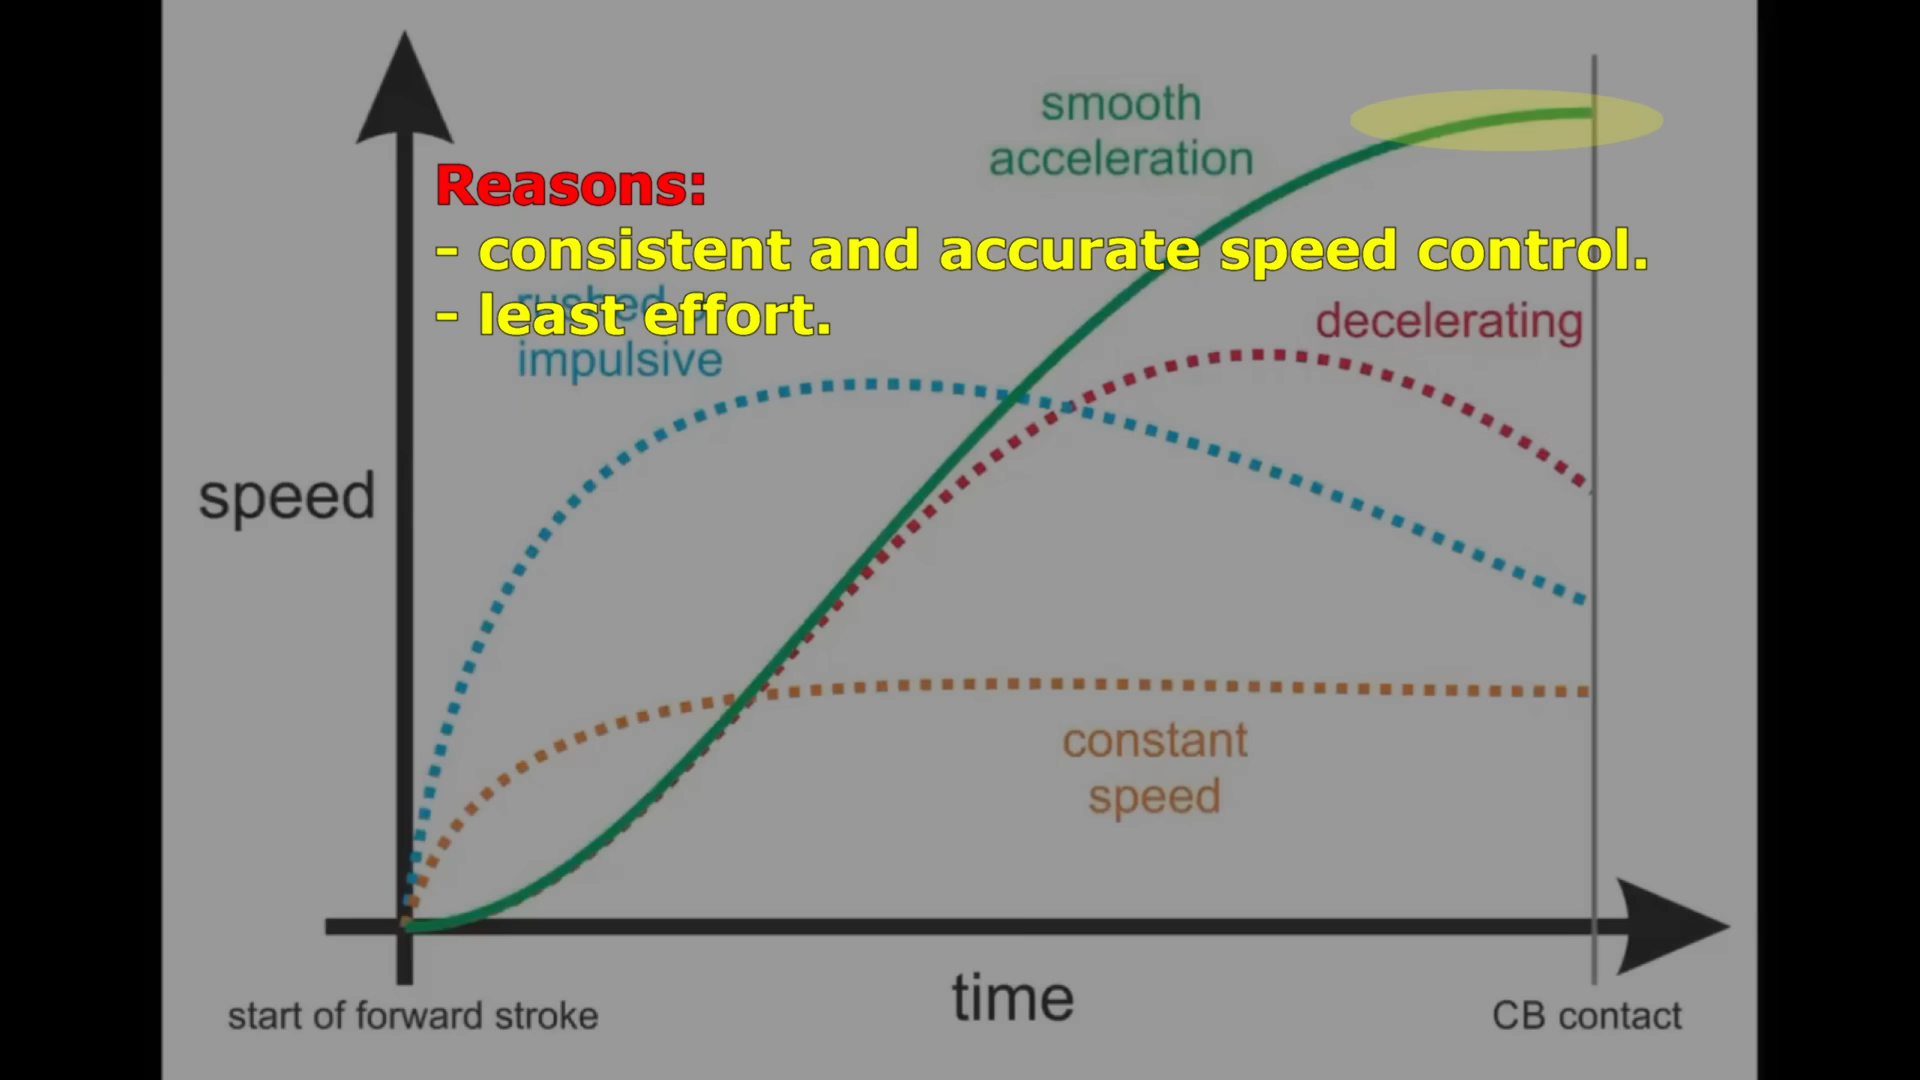 smooth
acceleration
Reasons:
- consistent and accurate speed control.
- least effort.
rushed
impulsive
decelerating
speed
constant
speed
time
start of forward stroke
CB contact